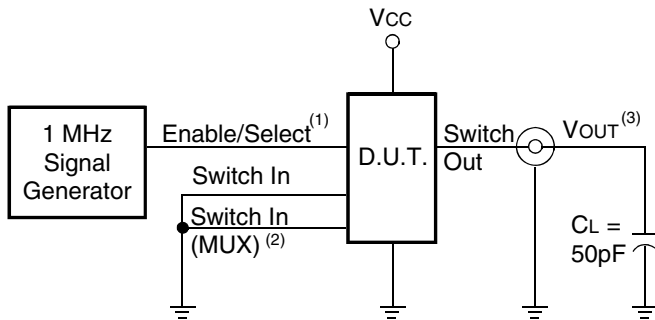 VCC
1 MHz
Signal
Generator
Enable/Select(1)
D.U.T.
Switch
Out
VOUT(3)
Switch In
Switch In
(MUX)(2)
CL =
50pF